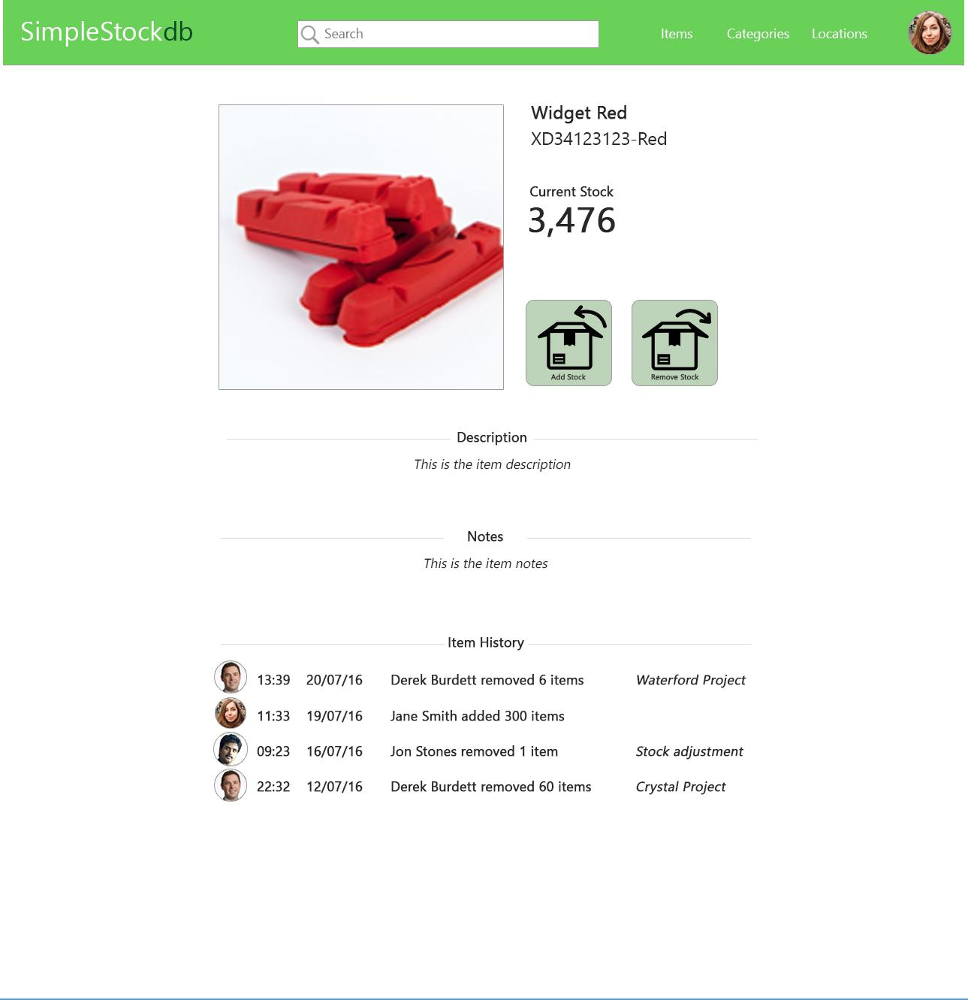 SimpleStockdb
Search
Items
Categories
Locations
Widget Red
XD34123123-Red
Current Stock
3,476
Add Stock
Remove Stock
Description
This is the item description
Notes
This is the item notes
Item History
13:39 20/07/16 Derek Burdett removed 6 items Waterford Project
11:33 19/07/16 Jane Smith added 300 items
09:23 16/07/16 Jon Stones removed 1 item Stock adjustment
22:32 12/07/16 Derek Burdett removed 60 items Crystal Project